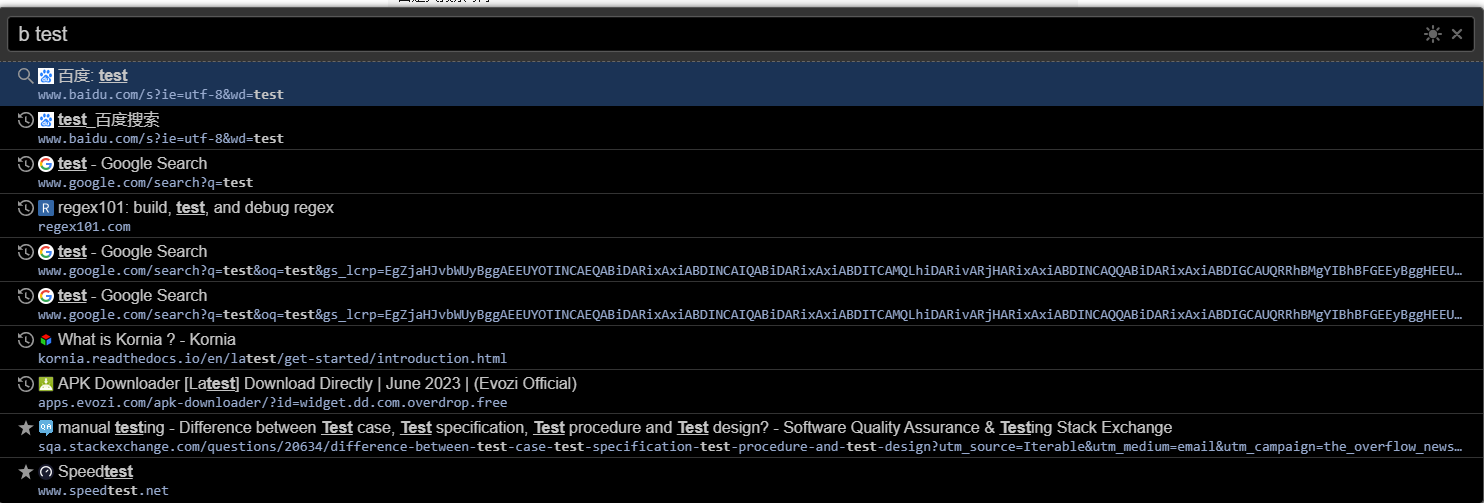 b test
百度: test
www.baidu.com/s?ie=utf-8&wd=test
test_百度搜索
www.baidu.com/s?ie=utf-8&wd=test
test - Google Search
www.google.com/search?q=test
regex101: build, test, and debug regex
regex101.com
test - Google Search
www.google.com/search?q=test&oq=test&gs_lcrp=EgZjaHJvbWUyBggAEEUYOTINCAEQABiDARixAxiABDINCAIQABiDARixAxiABDITCAMQLhiDARivARjHARixAxiABDINCAQQABiDARixAxiABDIGCAUQRRhBMgYIBhBFGEEyBggHEEU…
test - Google Search
www.google.com/search?q=test&oq=test&gs_lcrp=EgZjaHJvbWUyBggAEEUYOTINCAEQABiDARixAxiABDINCAIQABiDARixAxiABDITCAMQLhiDARivARjHARixAxiABDINCAQQABiDARixAxiABDIGCAUQRRhBMgYIBhBFGEEyBggHEEU…
What is Kornia ? - Kornia
kornia.readthedocs.io/en/latest/get-started/introduction.html
APK Downloader [Latest] Download Directly | June 2023 | (Evozi Official)
apps.evozi.com/apk-downloader/?id=widget.dd.com.overdrop.free
manual testing - Difference between Test case, Test specification, Test procedure and Test design? - Software Quality Assurance & Testing Stack Exchange
sqa.stackexchange.com/questions/20634/difference-between-test-case-test-specification-test-procedure-and-test-design?utm_source=Iterable&utm_medium=email&utm_campaign=the_overflow_news…
Speedtest
www.speedtest.net